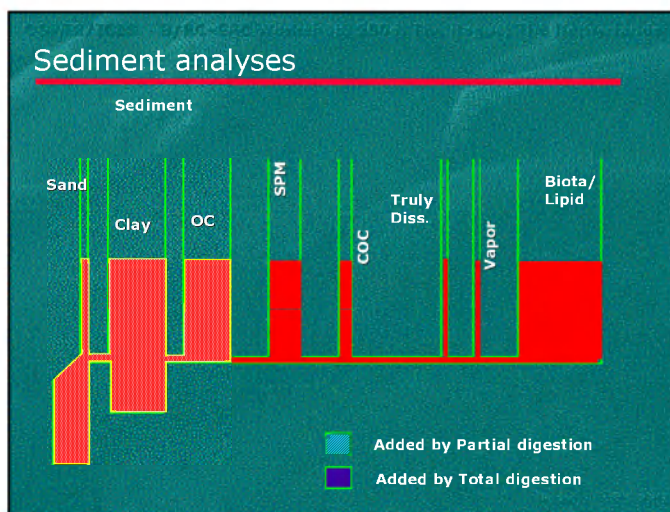 Sediment analyses
Sediment
Sand
Clay
OC
SPM
COC
Truly
Diss.
Vapor
Biota/
Lipid
Added by Partial digestion
Added by Total digestion